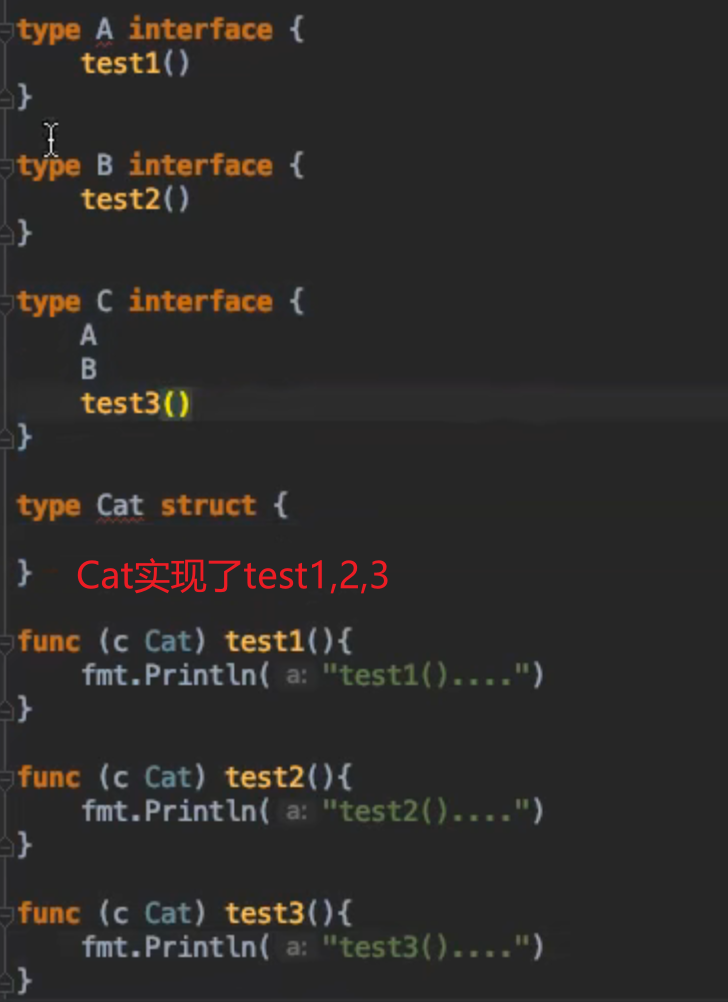 type A interface {
test1()
}
type B interface {
test2()
}
type C interface {
A
B
test3()
}
type Cat struct {
} Cat实现了test1,2,3
func (c Cat) test1(){
fmt.Println( a: "test1()....")
}
func (c Cat) test2(){
fmt.Println( a: "test2()....")
}
func (c Cat) test3(){
fmt.Println( a: "test3()....")
}